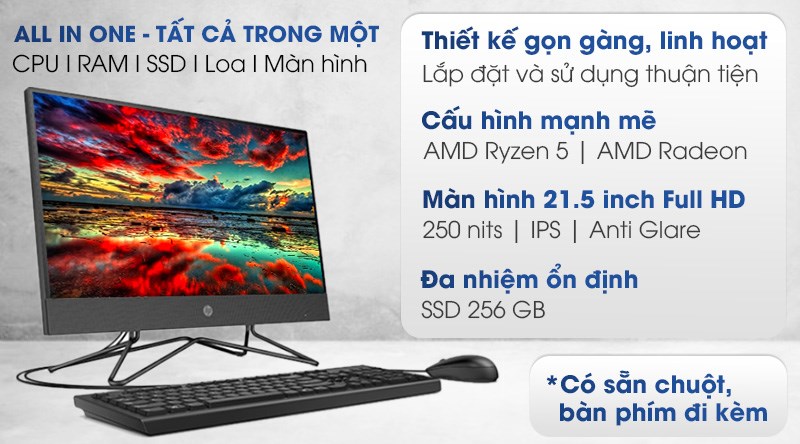 ALL IN ONE - TẤT CẢ TRONG MỘT
CPU I RAM I SSD I Loa I Màn hình
Thiết kế gọn gàng, linh hoạt
Lắp đặt và sử dụng thuận tiện
Cấu hình mạnh mẽ
AMD Ryzen 5 | AMD Radeon
Màn hình 21.5 inch Full HD
250 nits | IPS | Anti Glare
Đa nhiệm ổn định
SSD 256 GB
*Có sẵn chuột,
bàn phím đi kèm
hp